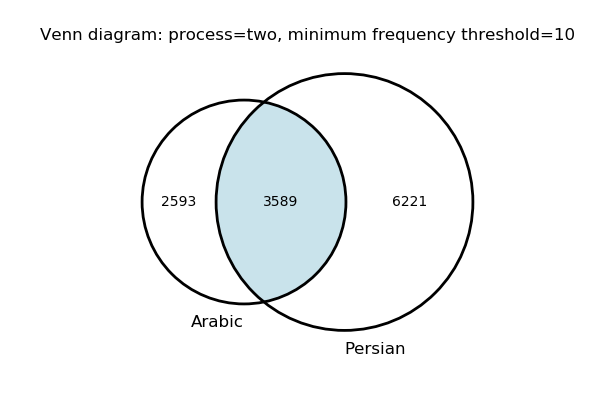 Venn diagram: process=two, minimum frequency threshold=10
2593 3589 6221
Arabic
Persian